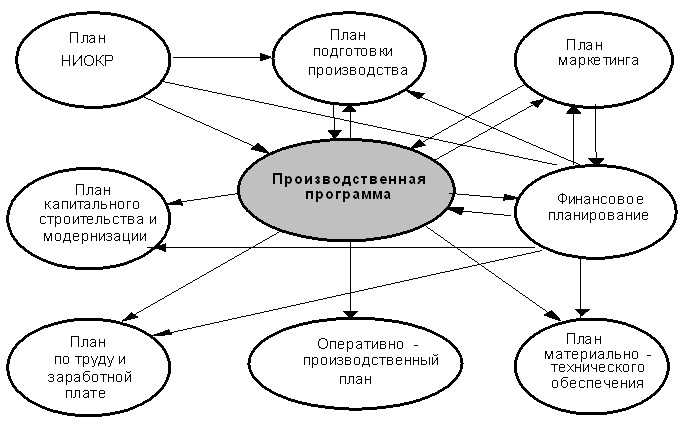 План
НИОКР
План
подготовки
производства
План
маркетинга
Производственная
программа
План
капитального
строительства и
модернизации
Финансовое
планирование
План
по труду и
заработной
плате
Оперативно -
производственный
план
План
материально -
технического
обеспечения